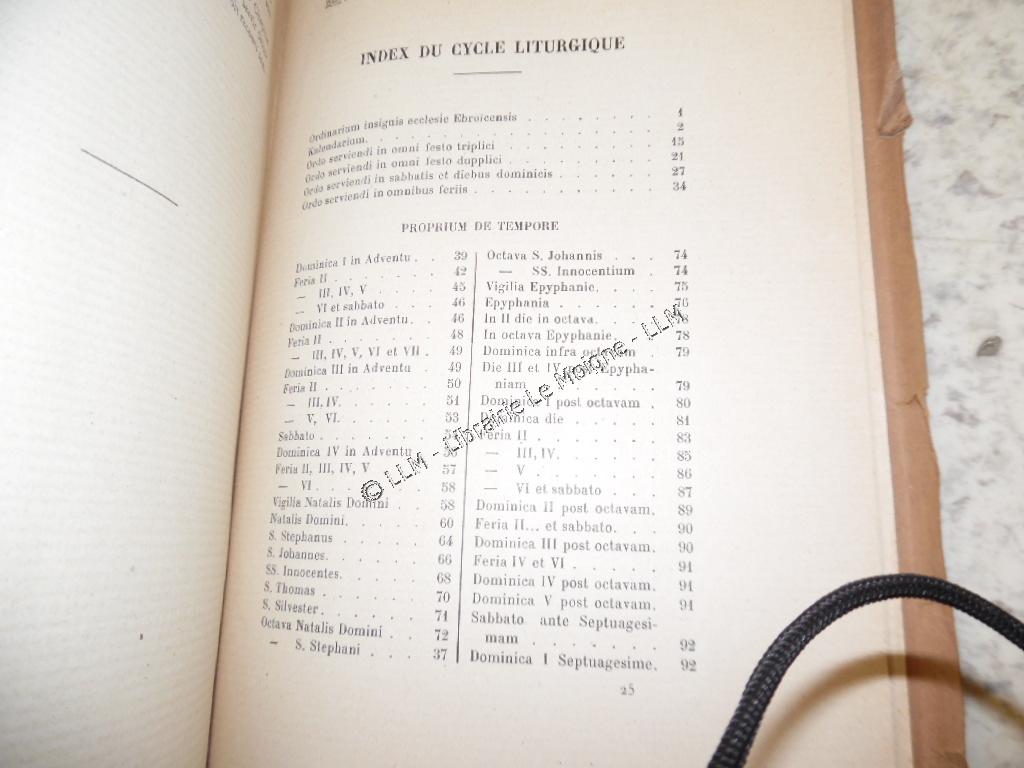 INDEX DU CYCLE LITURGIQUE
Ordinarium insignis ecclesie Ebroicensis . . . . . . . . 1
Kalendarium. . . . . . . . . . . . . . . 2
Ordo serviendi in omni festo triplici . . . . . . . . . 15
Ordo serviendi in omni festo dupplici . . . . . . . . . 21
Ordo serviendi in sabbatis et diebus dominicis . . . . . . 27
Ordo serviendi in omnibus feriis . . . . . . . . . . 34
PROPRIUM DE TEMPORE
Dominica I in Adventu . . 39
Feria II . . . . . . . 42
— III, IV, V . . . . . 45
— VI et sabbato . . . . 46
Dominica II in Adventu. . 46
Feria II . . . . . . . 48
— III, IV, V, VI et VII . 49
Dominica III in Adventu . 49
Feria II . . . . . . . 50
— III, IV. . . . . . 51
— V, VI. . . . . . 53
Sabbato . . . . . . .
Dominica IV in Adventu
Feria II, III, IV, V . . . 57
— VI . . . . . . . 58
Vigilia Natalis Domini . . 58
Natalis Domini. . . . . 60
S. Stephanus . . . . . 64
S. Johannes. . . . . . 66
SS. Innocentes. . . . . 68
S. Thomas . . . . . . 70
S. Silvester. . . . . . 71
Octava Natalis Domini . . 72
— S. Stephani . . . 37
Octava S. Johannis . . . 74
— SS. Innocentium . 74
Vigilia Epyphanie. . . . 75
Epyphania . . . . . . 76
In II die in octava. . . . 78
In octava Epyphanie. . . 78
Dominica infra octavam . 79
Die III et IV post Epypha-
niam . . . . . . . 79
Dominica I post octavam . 80
Dominica die . . . . . 81
Feria II . . . . . . . 83
— III, IV. . . . . . 85
— V . . . . . . . 86
— VI et sabbato . . . 87
Dominica II post octavam. 89
Feria II... et sabbato. . . 90
Dominica III post octavam. 90
Feria IV et VI . . . . . 91
Dominica IV post octavam. 91
Dominica V post octavam. 91
Sabbato ante Septuagesi-
mam . . . . . . . 92
Dominica I Septuagesime. 92
25
© LLM - Librairie Le Moigne - LLM